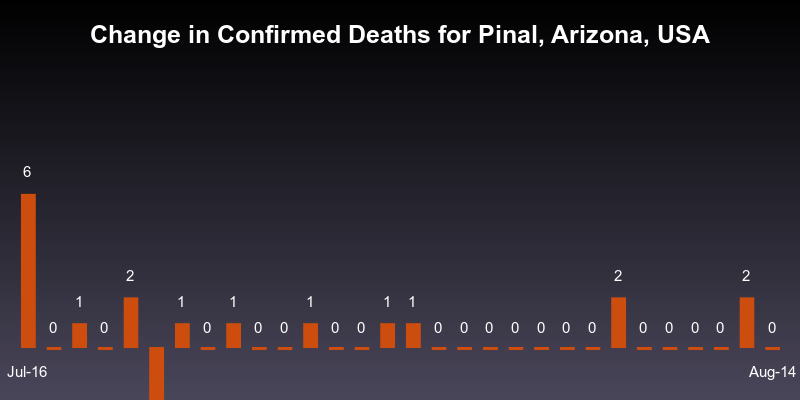 Change in Confirmed Deaths for Pinal, Arizona, USA
6
0 1 0 2 1 0 1 0 0 1 0 0 1 1 0 0 0 0 0 0 0 2 0 0 0 0 2 0
Jul-16 Aug-14